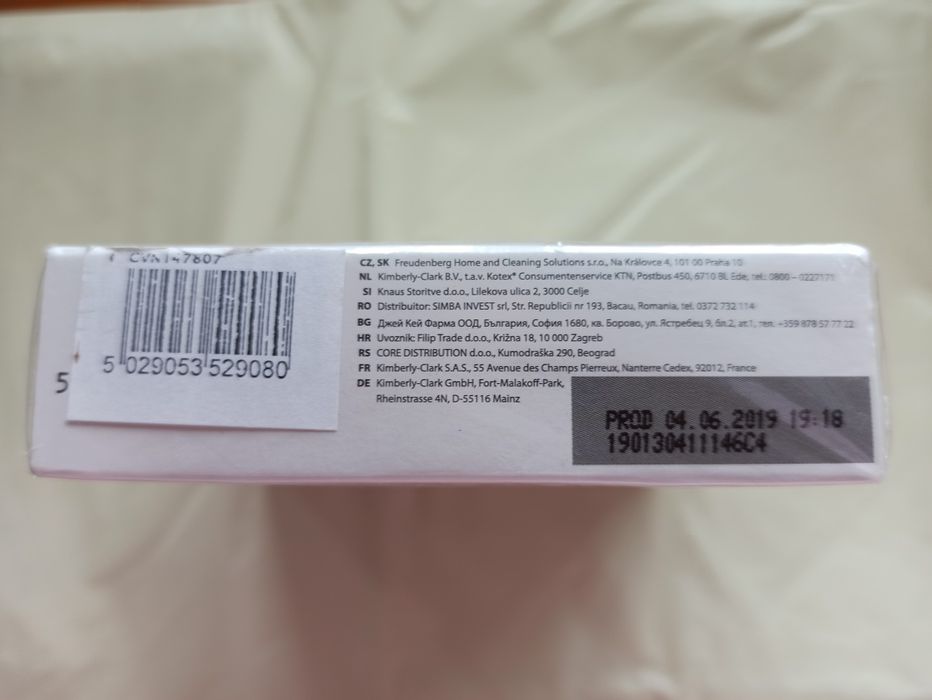 CVN147807
5 029053 529080
5
CZ, SK Freudenberg Home and Cleaning Solutions s.r.o., Na Královce 4, 101 00 Praha 10
NL Kimberly-Clark B.V., t.a.v. Kotex® Consumentenservice KTN, Postbus 450, 6710 BL Ede, tel.: 0800 – 0227171
SI Knaus Storitve d.o.o., Lilekova ulica 2, 3000 Celje
RO Distribuitor: SIMBA INVEST srl, Str. Republicii nr 193, Bacau, Romania, tel. 0372 732 114
BG Джей Кей Фарма ООД, България, София 1680, кв. Борово, ул. Ястребец 9, бл.2, ат.1, тел. +359 878 57 77 22
HR Uvoznik: Filip Trade d.o.o., Križna 18, 10 000 Zagreb
RS CORE DISTRIBUTION d.o.o., Kumodraška 290, Beograd
FR Kimberly-Clark S.A.S., 55 Avenue des Champs Pierreux, Nanterre Cedex, 92012, France
DE Kimberly-Clark GmbH, Fort-Malakoff-Park,
Rheinstrasse 4N, D-55116 Mainz
PROD 04.06.2019 19:18
190130411146C4